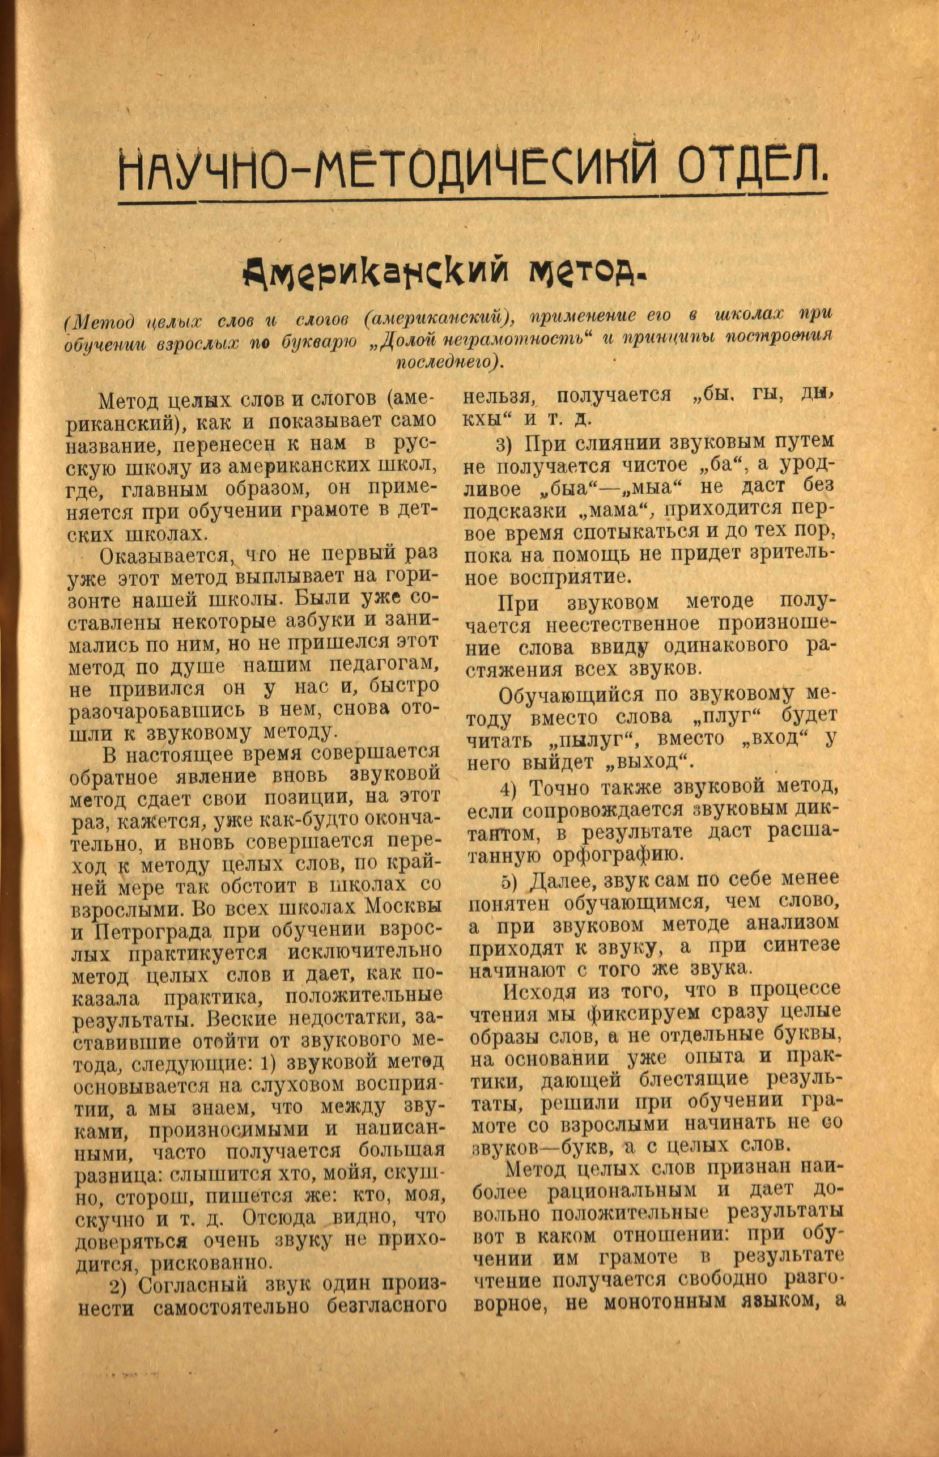 НАУЧНО-МЕТОДИЧЕСИКЙ ОТДЕЛ.
Американский метод.
(Метод целых слов и слогов (американский), применение его в школах при
обучении взрослых по букварю „Долой неграмотность“ и принципы построения
последнего).
Метод целых слов и слогов (аме-
риканский), как и показывает само
название, перенесен к нам в рус-
скую школу из американских школ,
где, главным образом, он приме-
няется при обучении грамоте в дет-
ских школах.
Оказывается, что не первый раз
уже этот метод выплывает на гори-
зонте нашей школы. Были уже со-
ставлены некоторые азбуки и зани-
мались по ним, но не пришелся этот
метод по душе нашим педагогам,
не привился он у нас и, быстро
разочаровавшись в нем, снова ото-
шли к звуковому методу.
В настоящее время совершается
обратное явление вновь звуковой
метод сдает свои позиции, на этот
раз, кажется, уже как-будто оконча-
тельно, и вновь совершается пере-
ход к методу целых слов, по край-
ней мере так обстоит в школах со
взрослыми. Во всех школах Москвы
и Петрограда при обучении взрос-
лых практикуется исключительно
метод целых слов и дает, как по-
казала практика, положительные
результаты. Веские недостатки, за-
ставившие отойти от звукового ме-
тода, следующие: 1) звуковой метод
основывается на слуховом восприя-
тии, а мы знаем, что между зву-
ками, произносимыми и написан-
ными, часто получается большая
разница: слышится хто, мойя, скуш-
но, сторош, пишется же: кто, моя,
скучно и т. д. Отсюда видно, что
доверяться очень звуку не прихо-
дится, рискованно.
2) Согласный звук один произ-
нести самостоятельно безгласного
нельзя, получается „бы, гы, ды,
кхы“ и т. д.
3) При слиянии звуковым путем
не получается чистое „ба“, а урод-
ливое „быа“—„мыа“ не даст без
подсказки „мама“, приходится пер-
вое время спотыкаться и до тех пор,
пока на помощь не придет зритель-
ное восприятие.
При звуковом методе полу-
чается неестественное произноше-
ние слова ввиду одинакового ра-
стяжения всех звуков.
Обучающийся по звуковому ме-
тоду вместо слова „плуг“ будет
читать „пылуг“, вместо „вход“ у
него выйдет „выход“.
4) Точно также звуковой метод,
если сопровождается звуковым дик-
тантом, в результате даст расша-
танную орфографию.
5) Далее, звук сам по себе менее
понятен обучающимся, чем слово,
а при звуковом методе анализом
приходят к звуку, а при синтезе
начинают с того же звука.
Исходя из того, что в процессе
чтения мы фиксируем сразу целые
образы слов, а не отдельные буквы,
на основании уже опыта и прак-
тики, дающей блестящие резуль-
таты, решили при обучении гра-
моте со взрослыми начинать не со
звуков—букв, а с целых слов.
Метод целых слов признан наи-
более рациональным и дает до-
вольно положительные результаты
вот в каком отношении: при обу-
чении им грамоте в результате
чтение получается свободно разго-
ворное, не монотонным языком, а